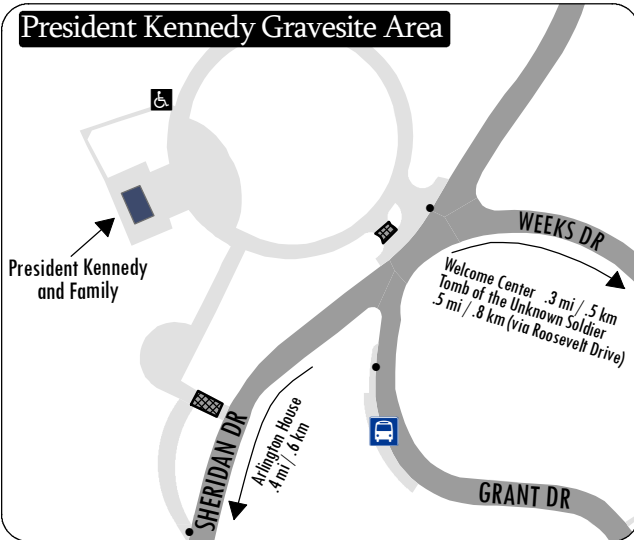 President Kennedy Gravesite Area
WEEKS DR
Welcome Center .3 mi / .5 km
Tomb of the Unknown Soldier
.5 mi / .8 km (via Roosevelt Drive)
President Kennedy
and Family
Arlington House
.4 mi / .6 km
SHERIDAN DR
GRANT DR